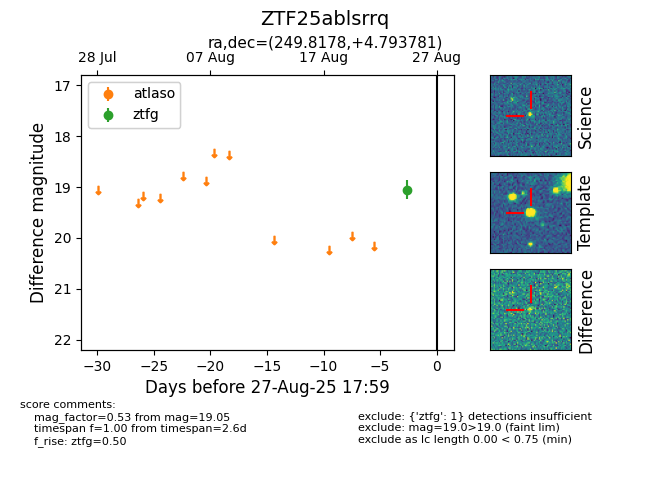 ZTF25ablsrrq
ra,dec=(249.8178,+4.793781)
28 Jul
07 Aug
17 Aug
27 Aug
atlaso
ztfg
17
18
19
20
21
22
Difference magnitude
−30
−25
−20
−15
−10
−5
0
Days before 27-Aug-25 17:59
Science
Template
Difference
score comments:
mag_factor=0.53 from mag=19.05
timespan f=1.00 from timespan=2.6d
f_rise: ztfg=0.50
exclude: {'ztfg': 1} detections insufficient
exclude: mag=19.0>19.0 (faint lim)
exclude as lc length 0.00 < 0.75 (min)